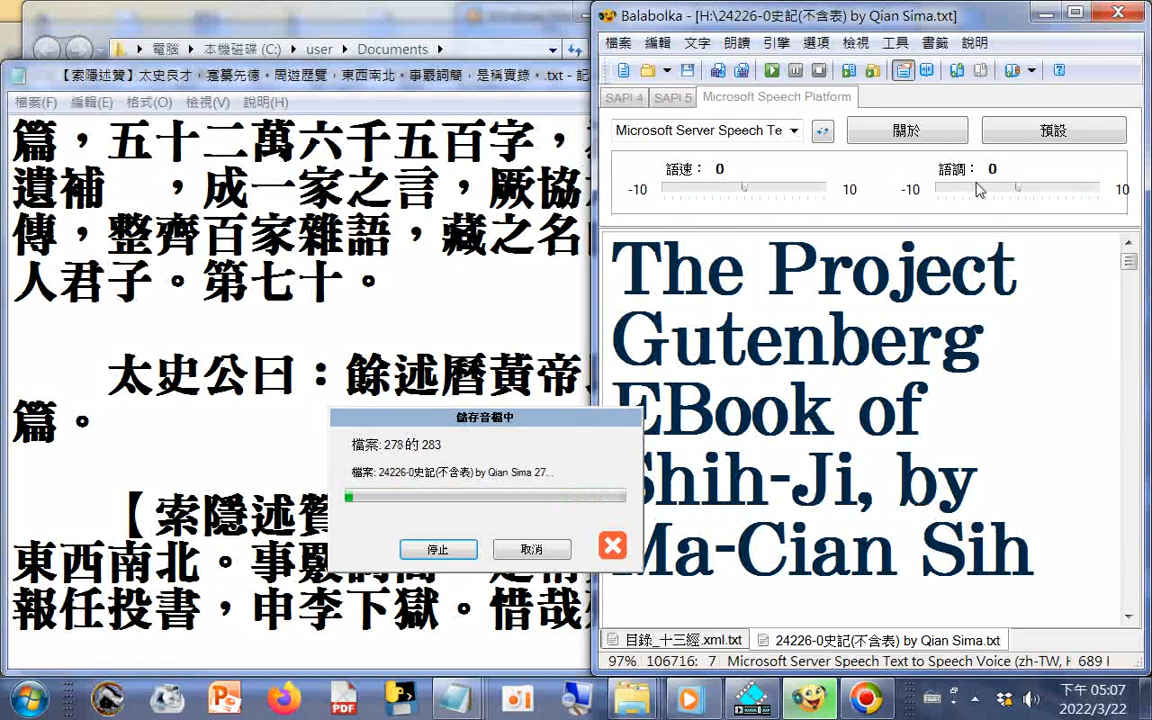 電腦 ▸ 本機磁碟 (C:) ▸ user ▸ Documents ▸
【索隱述贊】太史良才，寔纂先德。周遊歷覽，東西南北。事覈詞簡，是稱實錄。.txt - 記
檔案(F) 編輯(E) 格式(O) 檢視(V) 說明(H)
篇，五十二萬六千五百字，
遺補　，成一家之言，厥協
傳，整齊百家雜語，藏之名
人君子。第七十。
太史公曰：餘述曆黃帝
篇。
【索隱述贊
東西南北。事覈詞簡
報任投書，申李下獄。惜哉
Balabolka - [H:\24226-0史記(不含表) by Qian Sima.txt]
檔案 編輯 文字 朗讀 引擎 選項 檢視 工具 書籤 說明
SAPI 4 SAPI 5 Microsoft Speech Platform
Microsoft Server Speech Te 關於 預設
語速： 0 語調： 0
-10 10 -10 10
The Project
Gutenberg
EBook of
Shih-Ji, by
Ma-Cian Sih
儲存音檔中
檔案: 278 的 283
檔案: 24226-0史記(不含表) by Qian Sima 27...
停止 取消
目錄_十三經.xml.txt 24226-0史記(不含表) by Qian Sima.txt
97% 106716: 7 Microsoft Server Speech Text to Speech Voice (zh-TW, H 689 l
PDF
下午 05:07
2022/3/22